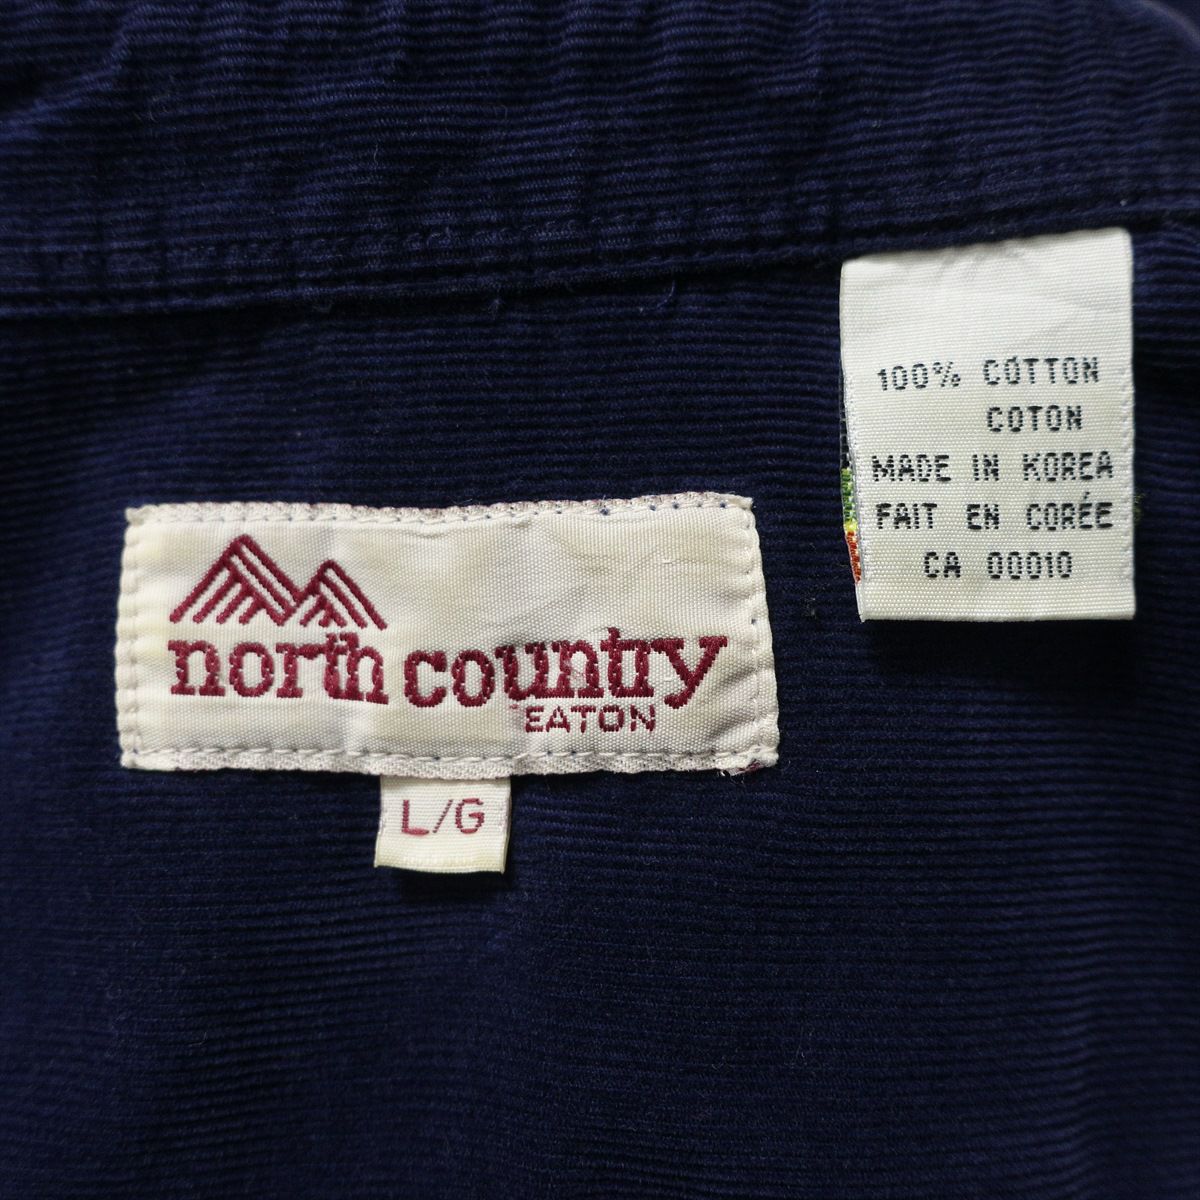 north country
EATON
L/G
100% COTTON
COTON
MADE IN KOREA
FAIT EN CORÉE
CA 00010